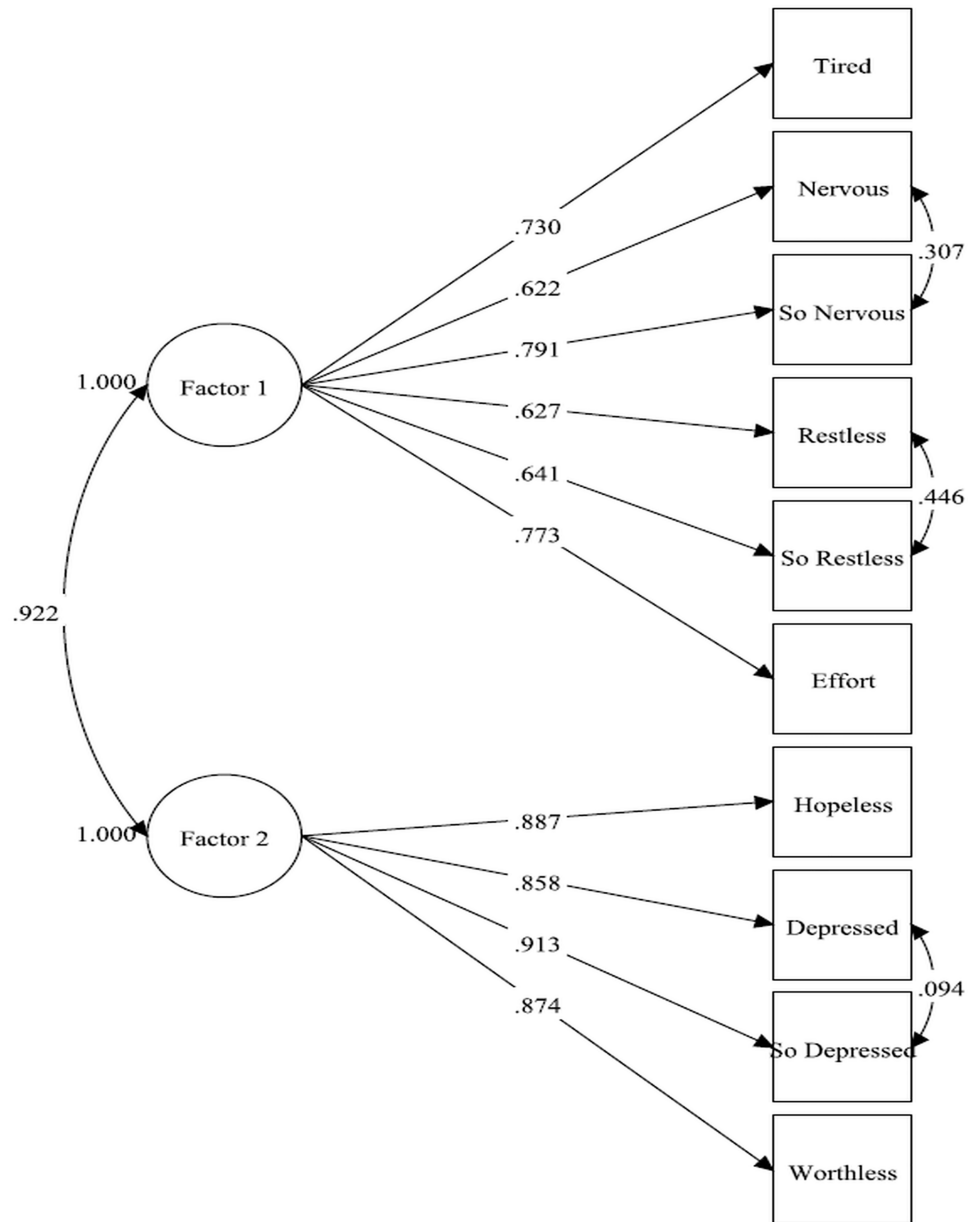 Tired
Nervous
.730
.307
.622
So Nervous
.791
1.000
Factor 1
.627
Restless
.641
.446
.773
So Restless
.922
Effort
Hopeless
.887
1.000
Factor 2
.858
Depressed
.913
.094
.874
So Depressed
Worthless